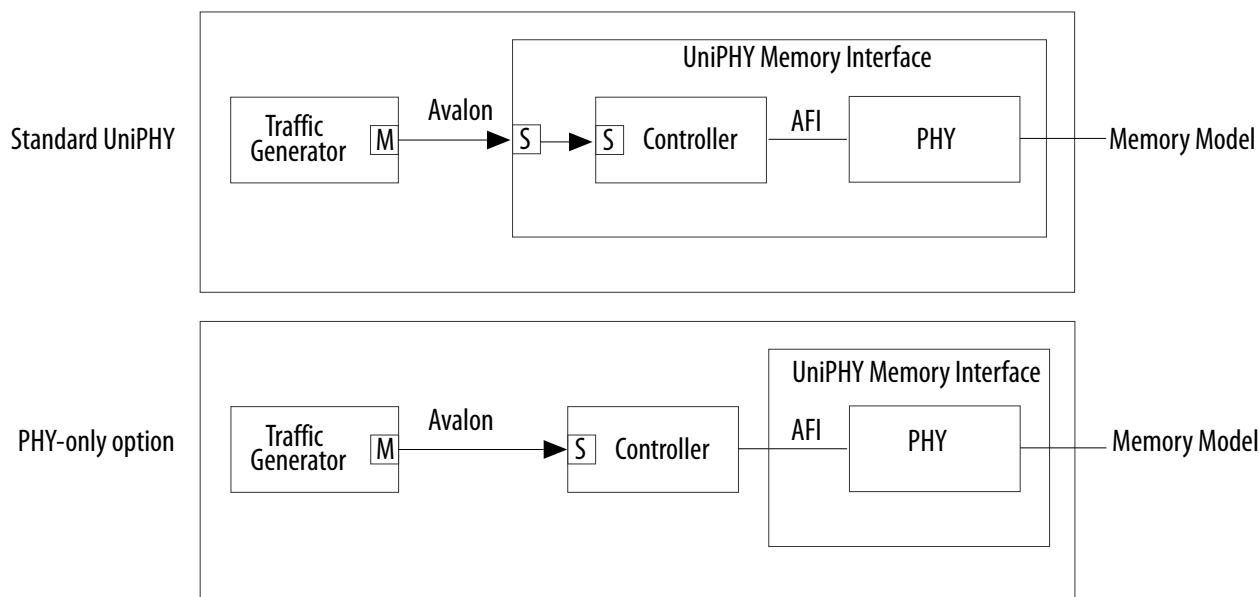 UniPHY Memory Interface
Standard UniPHY
Traffic
Generator
M
Avalon
S
S
Controller
AFI
PHY
Memory Model
UniPHY Memory Interface
PHY-only option
Traffic
Generator
M
Avalon
S
Controller
AFI
PHY
Memory Model